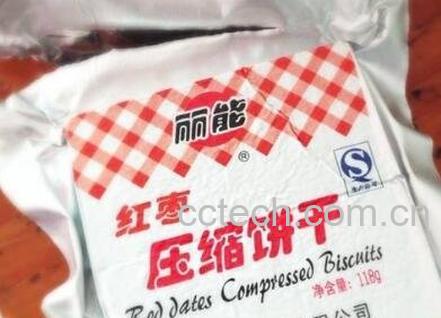 丽能
®
红枣
压缩饼干
Red dates Compressed Biscuits
净含量: 118g
cctech.com.cn